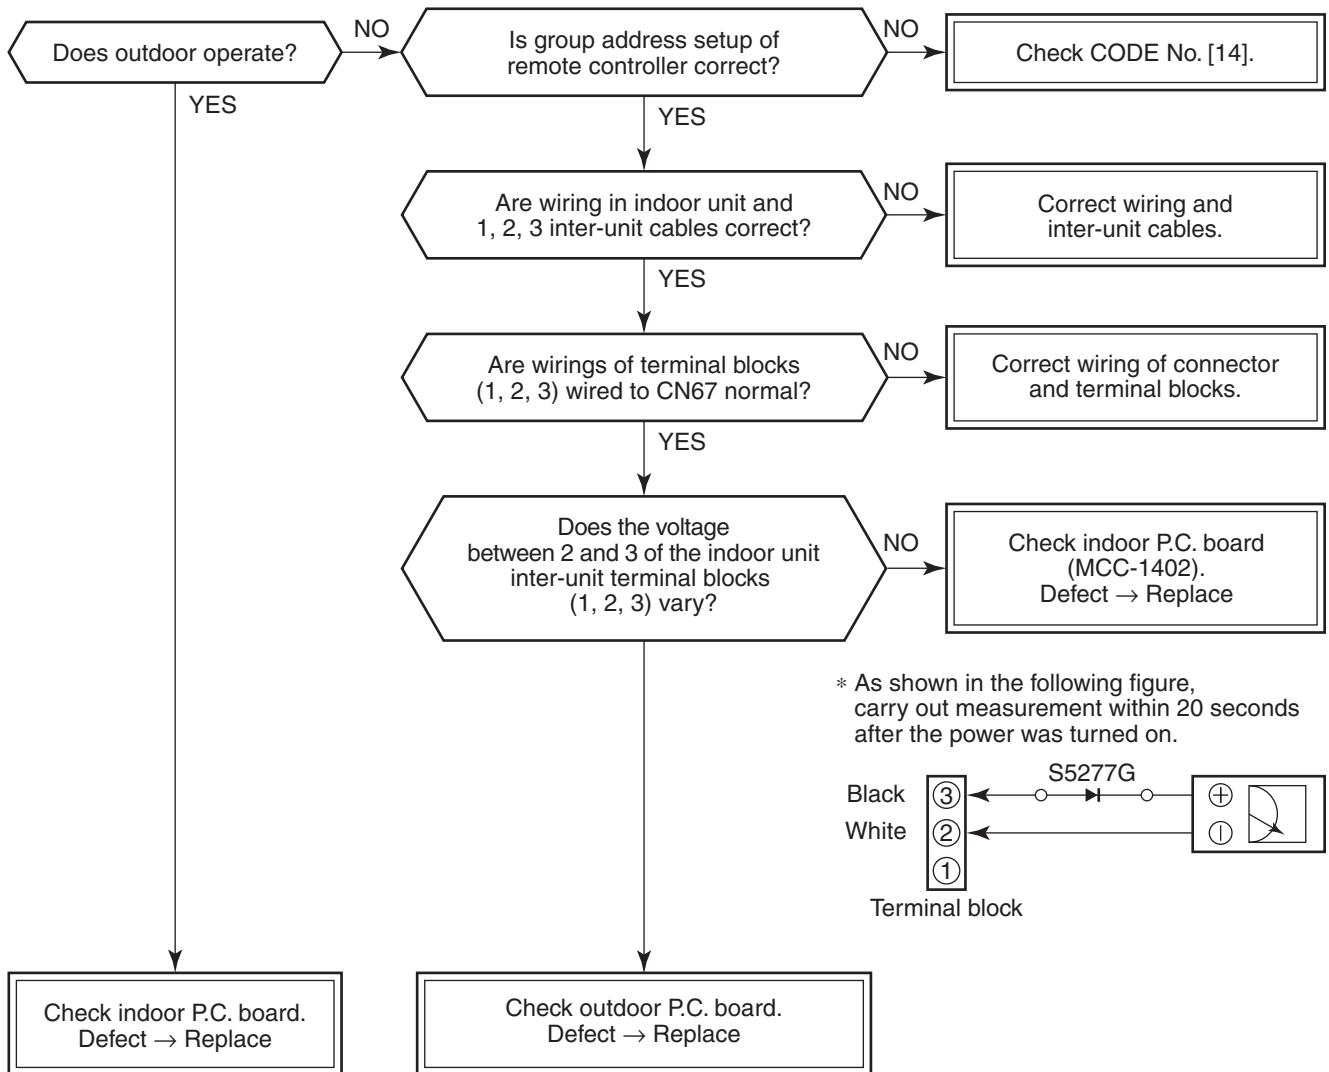 Does outdoor operate?
NO
YES
Is group address setup of
remote controller correct?
NO
YES
Check CODE No. [14].
Are wiring in indoor unit and
1, 2, 3 inter-unit cables correct?
NO
YES
Correct wiring and
inter-unit cables.
Are wirings of terminal blocks
(1, 2, 3) wired to CN67 normal?
NO
YES
Correct wiring of connector
and terminal blocks.
Does the voltage
between 2 and 3 of the indoor unit
inter-unit terminal blocks
(1, 2, 3) vary?
NO
Check indoor P.C. board
(MCC-1402).
Defect → Replace
* As shown in the following figure,
carry out measurement within 20 seconds
after the power was turned on.
S5277G
Black ③ ⊕
White ② ⊖
①
Terminal block
Check indoor P.C. board.
Defect → Replace
Check outdoor P.C. board.
Defect → Replace